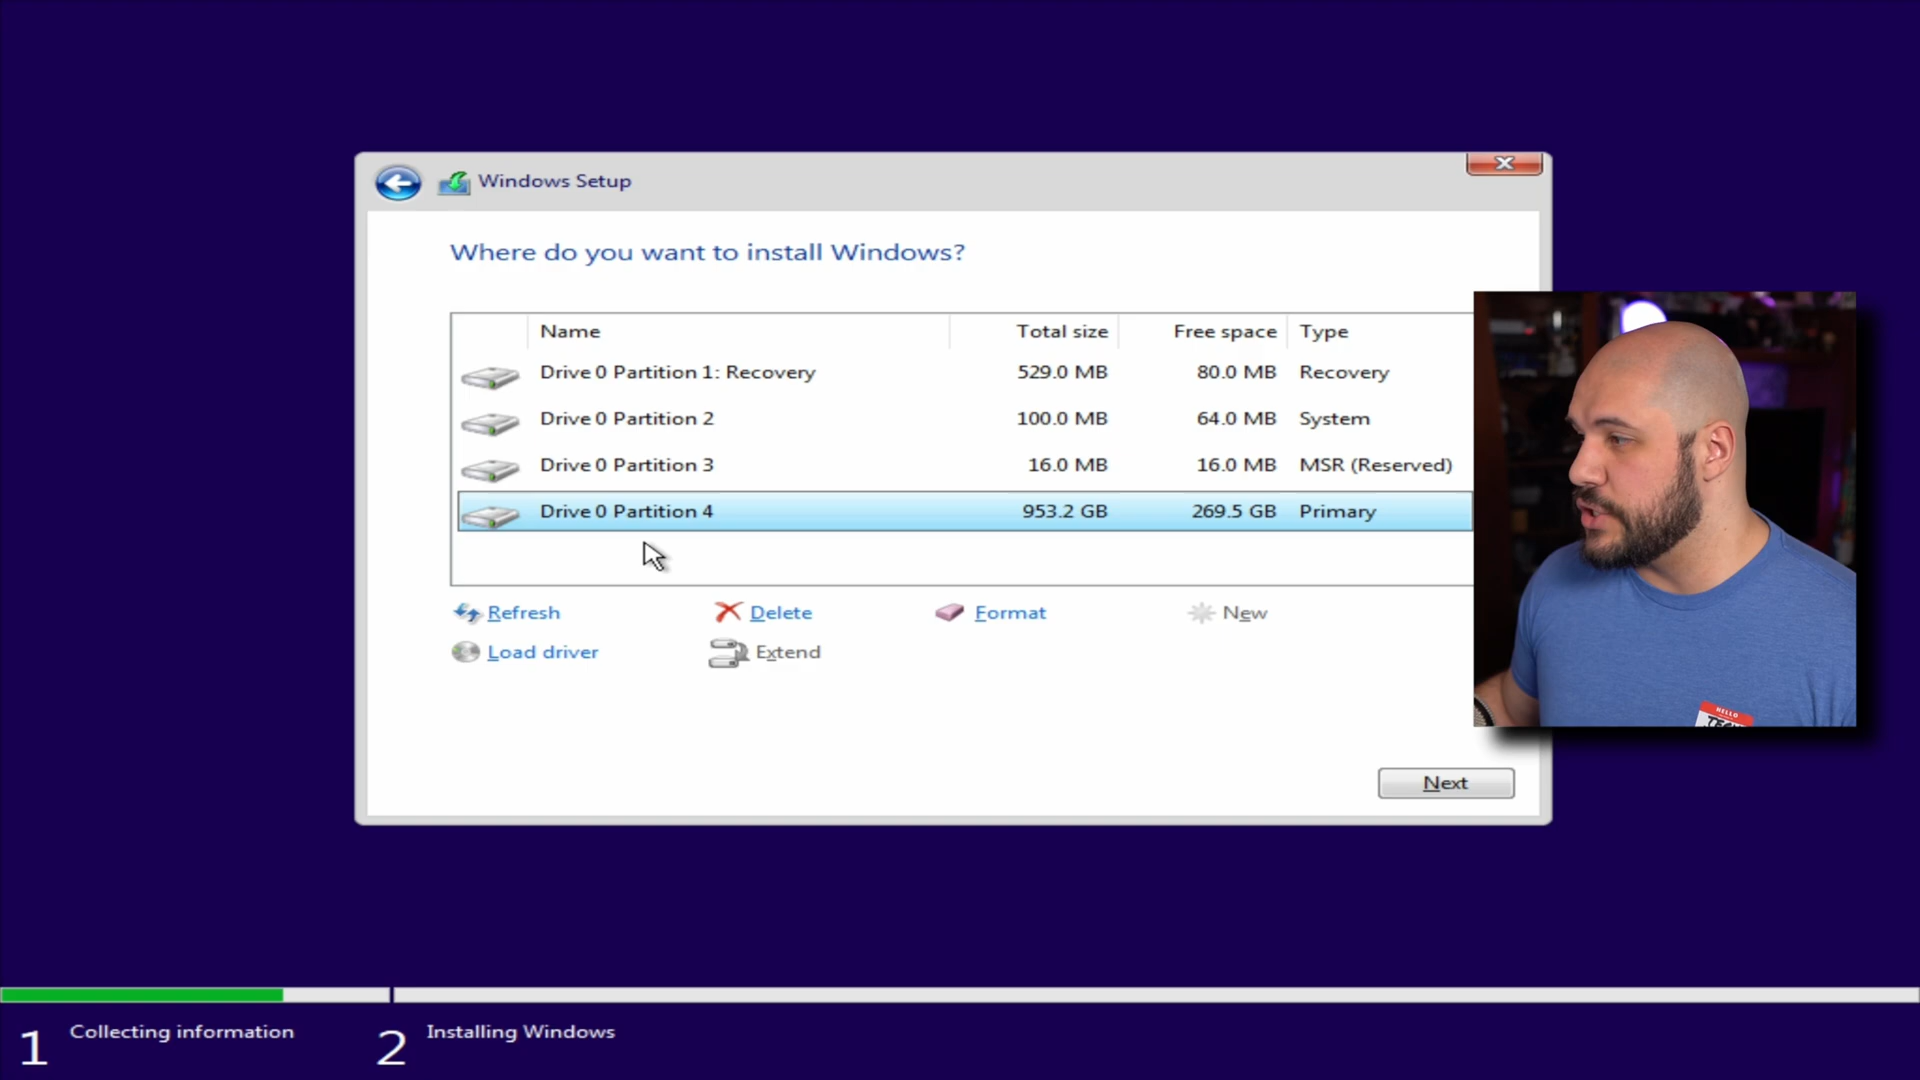 Windows Setup
Where do you want to install Windows?
Name Total size Free space Type
Drive 0 Partition 1: Recovery 529.0 MB 80.0 MB Recovery
Drive 0 Partition 2 100.0 MB 64.0 MB System
Drive 0 Partition 3 16.0 MB 16.0 MB MSR (Reserved)
Drive 0 Partition 4 953.2 GB 269.5 GB Primary
Refresh Delete Format New
Load driver Extend
HELLO
Next
1 Collecting information 2 Installing Windows